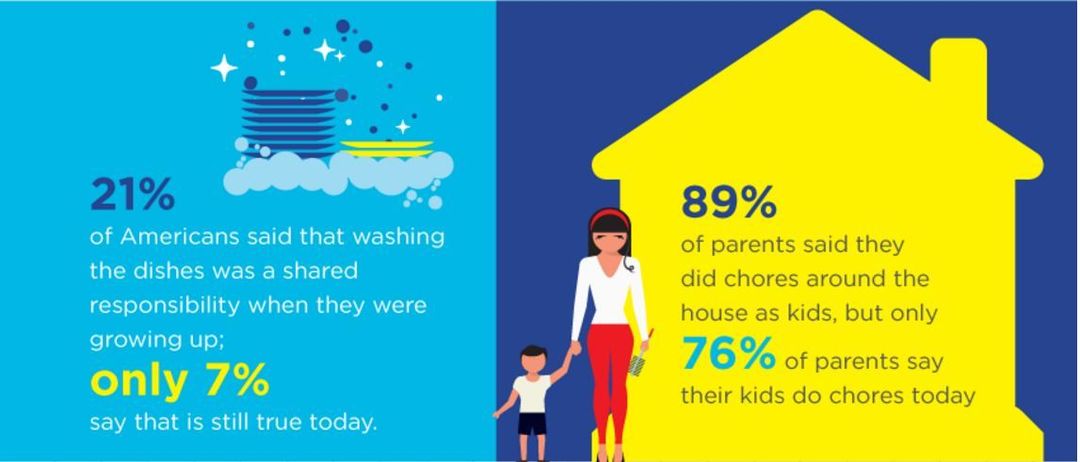 21%
of Americans said that washing
the dishes was a shared
responsibility when they were
growing up;
only 7%
say that is still true today.
89%
of parents said they
did chores around the
house as kids, but only
76% of parents say
their kids do chores today